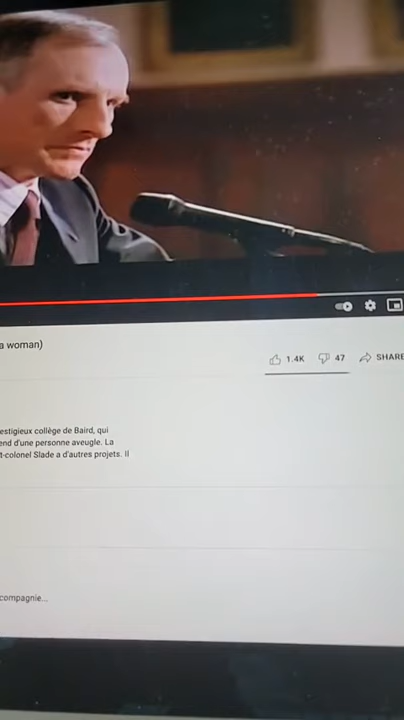 a woman)
1.4K 47 SHARE
estigieux collège de Baird, qui
end d'une personne aveugle. La
t-colonel Slade a d'autres projets. Il
compagnie...